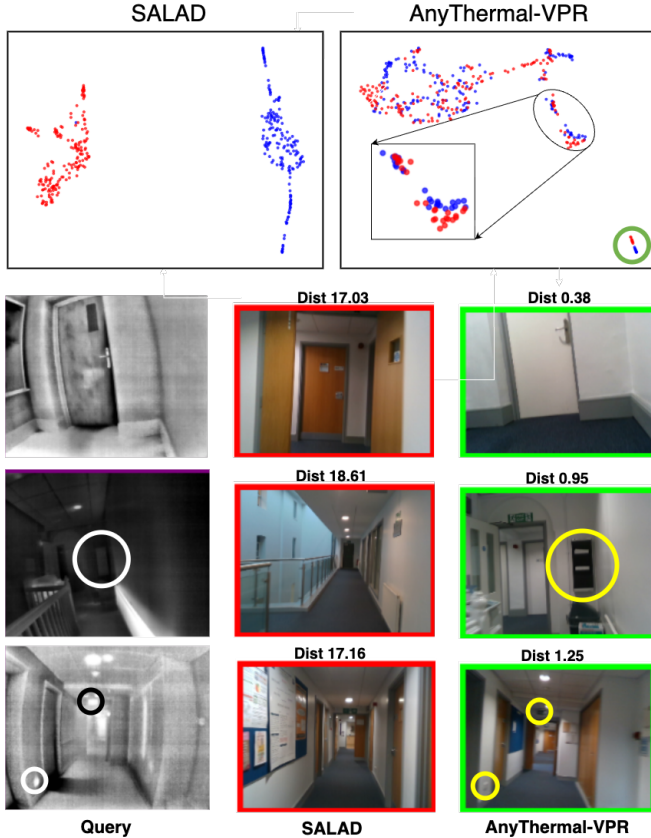 SALAD
AnyThermal-VPR
Dist 17.03
Dist 0.38
Dist 18.61
Dist 0.95
Dist 17.16
Dist 1.25
Query
SALAD
AnyThermal-VPR